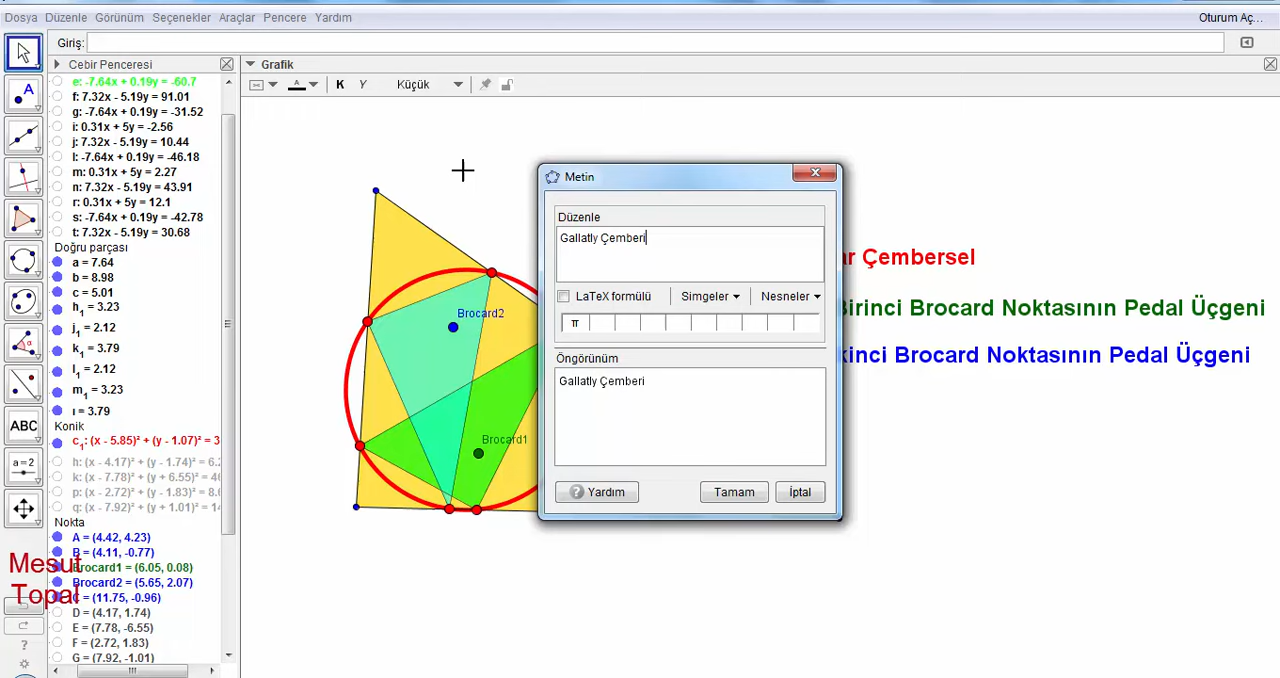 Dosya Düzenle Görünüm Seçenekler Araçlar Pencere Yardım Oturum Aç...
Giriş:
Cebir Penceresi
Grafik
K Y Küçük
e: -7.64x + 0.19y = -60.7
f: 7.32x - 5.19y = 91.01
g: -7.64x + 0.19y = -31.52
i: 0.31x + 5y = -2.56
j: 7.32x - 5.19y = 10.44
l: -7.64x + 0.19y = -46.18
m: 0.31x + 5y = 2.27
n: 7.32x - 5.19y = 43.91
r: 0.31x + 5y = 12.1
s: -7.64x + 0.19y = -42.78
t: 7.32x - 5.19y = 30.68
Doğru parçası
a = 7.64
b = 8.98
c = 5.01
h₁ = 3.23
j₁ = 2.12
k₁ = 3.79
l₁ = 2.12
m₁ = 3.23
ı = 3.79
Konik
c₁: (x - 5.85)² + (y - 1.07)² = 3
h: (x - 4.17)² + (y - 1.74)² = 6.2
k: (x - 7.78)² + (y + 6.55)² = 46
p: (x - 2.72)² + (y - 1.83)² = 8.0
q: (x - 7.92)² + (y + 1.01)² = 14
Nokta
A = (4.42, 4.23)
B = (4.11, -0.77)
Brocard1 = (6.05, 0.08)
Brocard2 = (5.65, 2.07)
C = (11.75, -0.96)
D = (4.17, 1.74)
E = (7.78, -6.55)
F = (2.72, 1.83)
G = (7.92, -1.01)
ABC
a = 2
Mesut
Topal
Brocard2
Brocard1
Metin
Düzenle
Gallatly Çemberi
LaTeX formülü Simgeler Nesneler
π
Öngörünüm
Gallatly Çemberi
Yardım Tamam İptal
ar Çembersel
Birinci Brocard Noktasının Pedal Üçgeni
kinci Brocard Noktasının Pedal Üçgeni